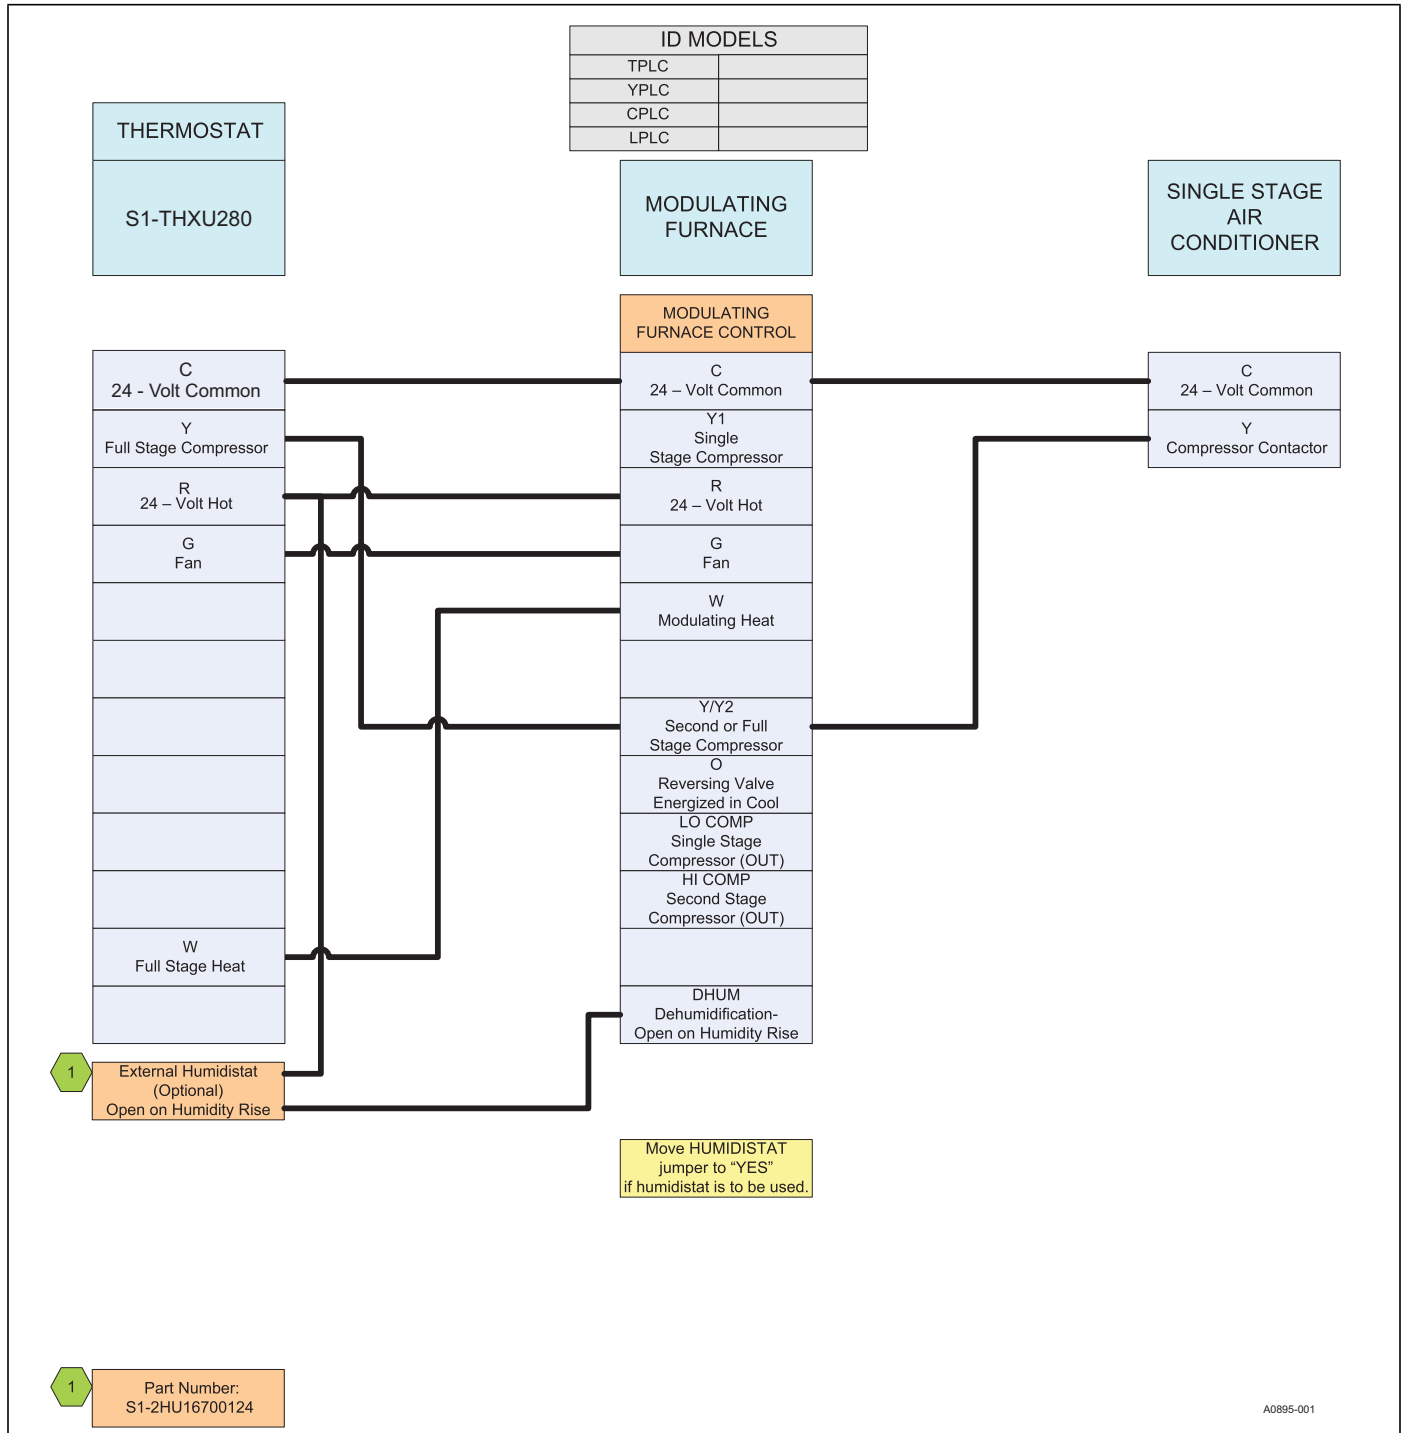 ID MODELS
TPLC
YPLC
CPLC
LPLC
THERMOSTAT
S1-THXU280
MODULATING
FURNACE
SINGLE STAGE
AIR
CONDITIONER
MODULATING
FURNACE CONTROL
C
24 - Volt Common
Y
Full Stage Compressor
R
24 – Volt Hot
G
Fan
W
Full Stage Heat
C
24 – Volt Common
Y1
Single
Stage Compressor
R
24 – Volt Hot
G
Fan
W
Modulating Heat
Y/Y2
Second or Full
Stage Compressor
O
Reversing Valve
Energized in Cool
LO COMP
Single Stage
Compressor (OUT)
HI COMP
Second Stage
Compressor (OUT)
DHUM
Dehumidification-
Open on Humidity Rise
C
24 – Volt Common
Y
Compressor Contactor
1
External Humidistat
(Optional)
Open on Humidity Rise
Move HUMIDISTAT
jumper to “YES”
if humidistat is to be used.
1
Part Number:
S1-2HU16700124
A0895-001